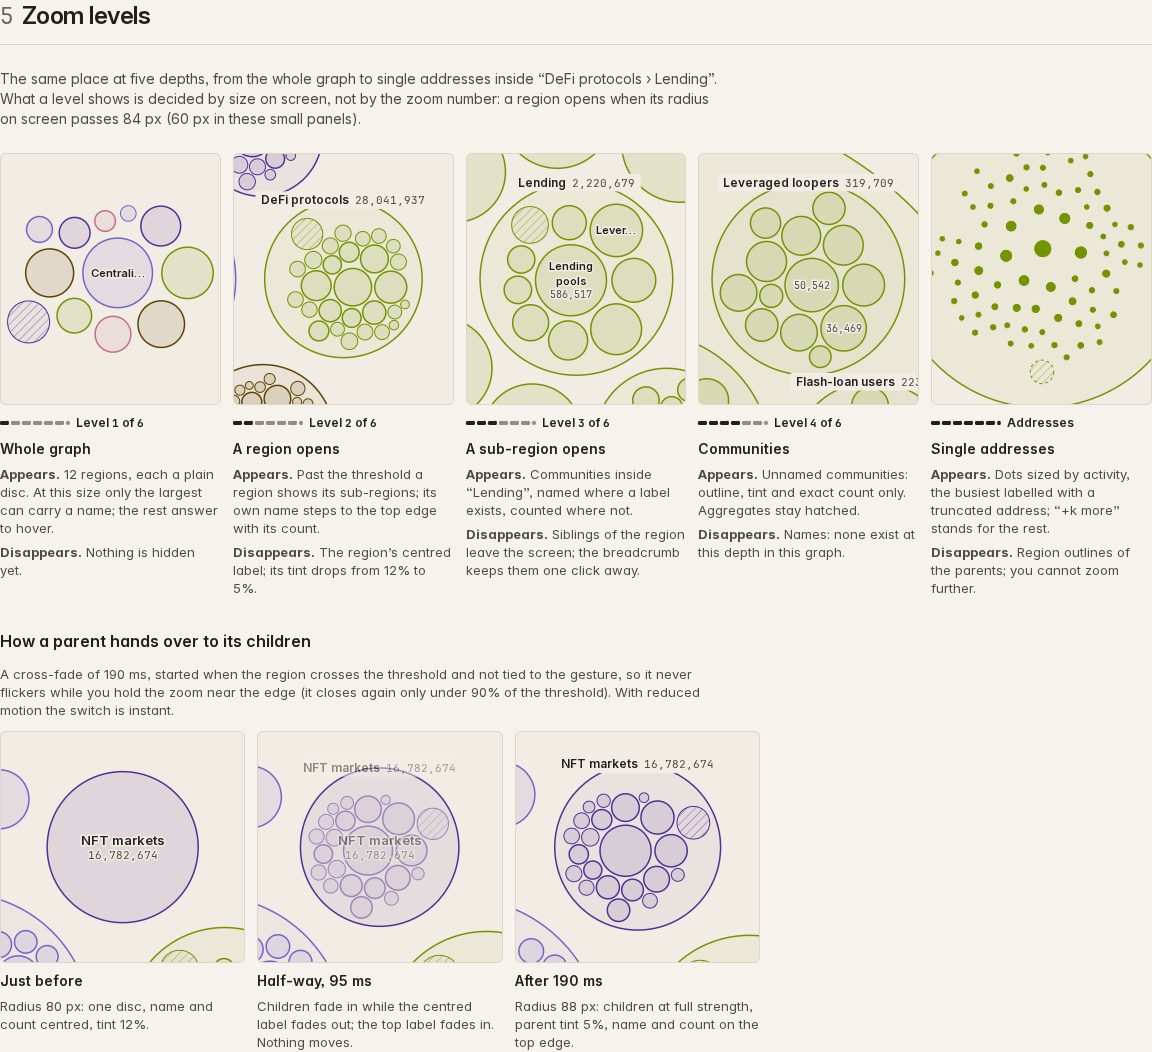 5 Zoom levels
The same place at five depths, from the whole graph to single addresses inside “DeFi protocols › Lending”.
What a level shows is decided by size on screen, not by the zoom number: a region opens when its radius
on screen passes 84 px (60 px in these small panels).
Centrali…
DeFi protocols 28,041,937
Lending 2,220,679
Lever…
Lending
pools
586,517
Leveraged loopers 319,709
50,542
36,469
Flash-loan users 223
Level 1 of 6
Whole graph
Appears. 12 regions, each a plain
disc. At this size only the largest
can carry a name; the rest answer
to hover.
Disappears. Nothing is hidden
yet.
Level 2 of 6
A region opens
Appears. Past the threshold a
region shows its sub-regions; its
own name steps to the top edge
with its count.
Disappears. The region’s centred
label; its tint drops from 12% to
5%.
Level 3 of 6
A sub-region opens
Appears. Communities inside
“Lending”, named where a label
exists, counted where not.
Disappears. Siblings of the region
leave the screen; the breadcrumb
keeps them one click away.
Level 4 of 6
Communities
Appears. Unnamed communities:
outline, tint and exact count only.
Aggregates stay hatched.
Disappears. Names: none exist at
this depth in this graph.
Addresses
Single addresses
Appears. Dots sized by activity,
the busiest labelled with a
truncated address; “+k more”
stands for the rest.
Disappears. Region outlines of
the parents; you cannot zoom
further.
How a parent hands over to its children
A cross-fade of 190 ms, started when the region crosses the threshold and not tied to the gesture, so it never
flickers while you hold the zoom near the edge (it closes again only under 90% of the threshold). With reduced
motion the switch is instant.
NFT markets
16,782,674
NFT markets 16,782,674
NFT markets
16,782,674
NFT markets 16,782,674
Just before
Radius 80 px: one disc, name and
count centred, tint 12%.
Half-way, 95 ms
Children fade in while the centred
label fades out; the top label fades in.
Nothing moves.
After 190 ms
Radius 88 px: children at full strength,
parent tint 5%, name and count on the
top edge.